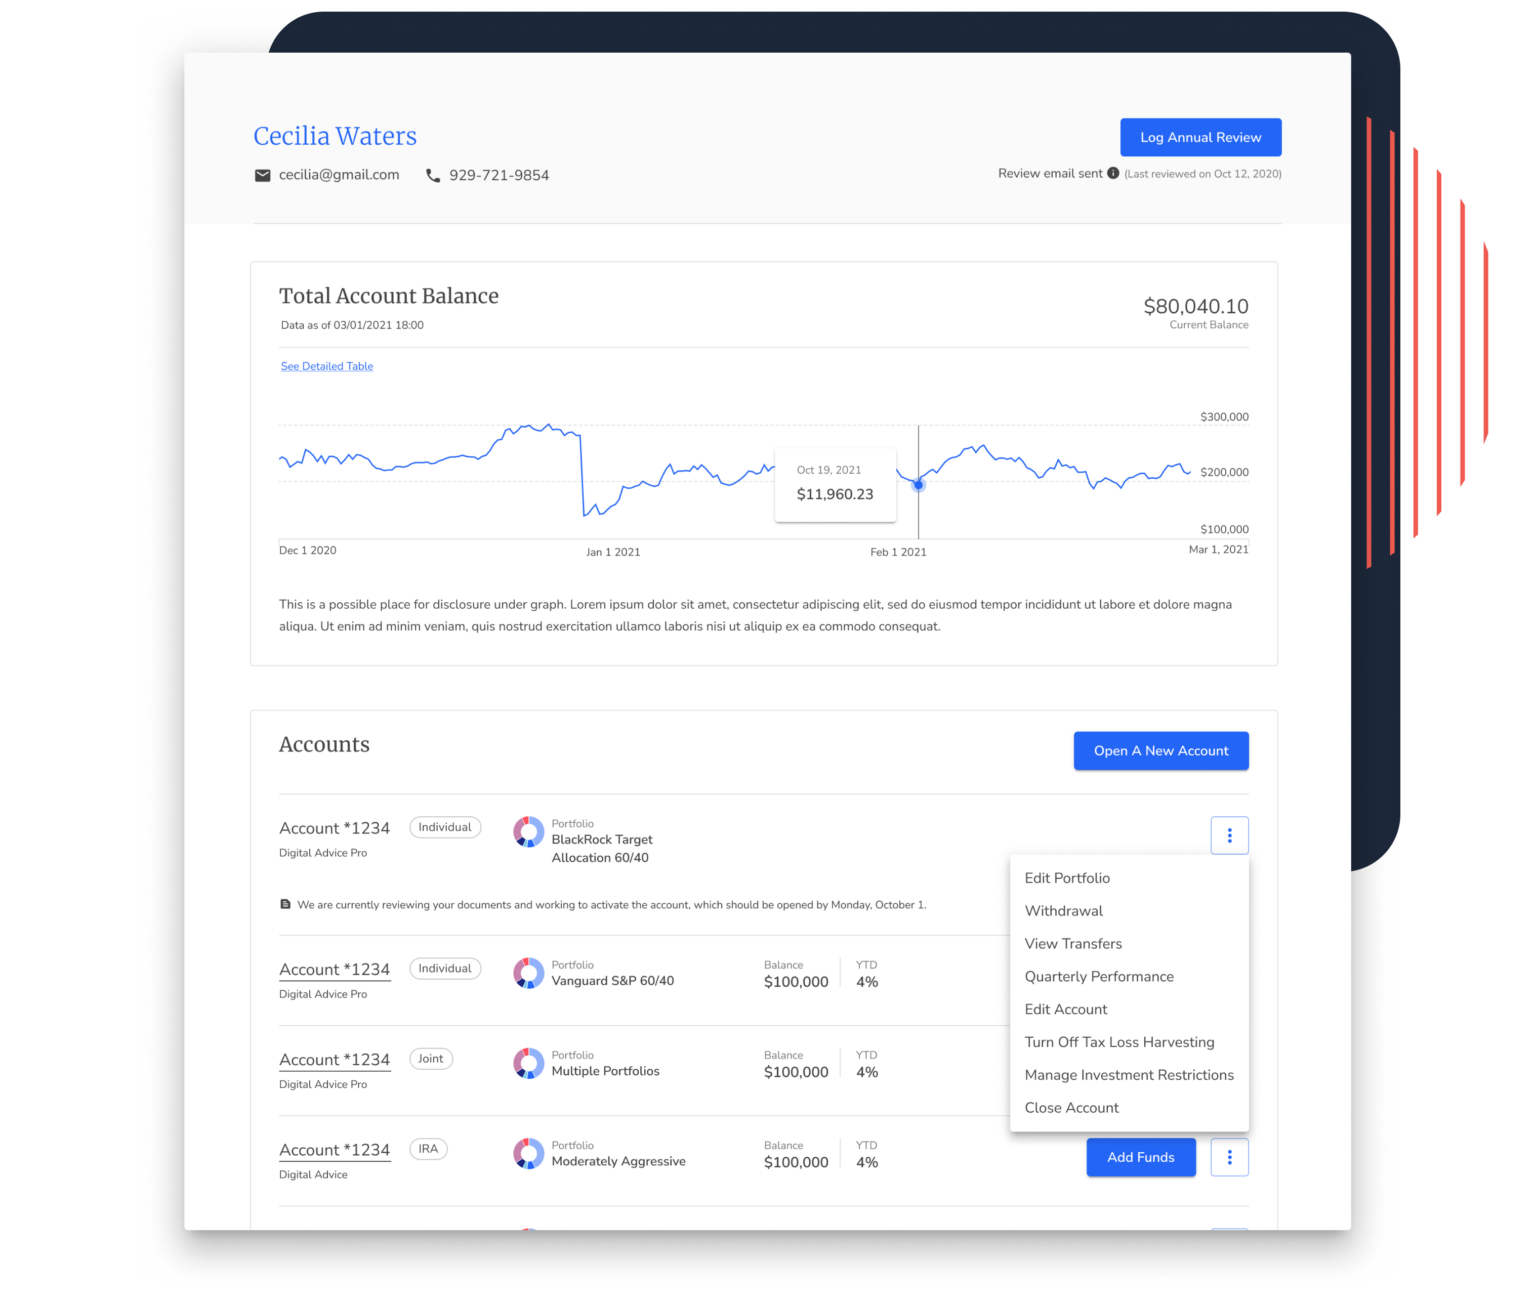 Cecilia Waters
Log Annual Review
cecilia@gmail.com 929-721-9854
Review email sent (Last reviewed on Oct 12, 2020)
Total Account Balance
$80,040.10
Data as of 03/01/2021 18:00
Current Balance
See Detailed Table
$300,000
Oct 19, 2021
$11,960.23
$200,000
$100,000
Dec 1 2020 Jan 1 2021 Feb 1 2021 Mar 1, 2021
This is a possible place for disclosure under graph. Lorem ipsum dolor sit amet, consectetur adipiscing elit, sed do eiusmod tempor incididunt ut labore et dolore magna
aliqua. Ut enim ad minim veniam, quis nostrud exercitation ullamco laboris nisi ut aliquip ex ea commodo consequat.
Accounts
Open A New Account
Account *1234 Individual
Digital Advice Pro
Portfolio
BlackRock Target
Allocation 60/40
We are currently reviewing your documents and working to activate the account, which should be opened by Monday, October 1.
Edit Portfolio
Withdrawal
View Transfers
Quarterly Performance
Edit Account
Turn Off Tax Loss Harvesting
Manage Investment Restrictions
Close Account
Account *1234 Individual
Digital Advice Pro
Portfolio
Vanguard S&P 60/40
Balance
$100,000
YTD
4%
Account *1234 Joint
Digital Advice Pro
Portfolio
Multiple Portfolios
Balance
$100,000
YTD
4%
Account *1234 IRA
Digital Advice
Portfolio
Moderately Aggressive
Balance
$100,000
YTD
4%
Add Funds